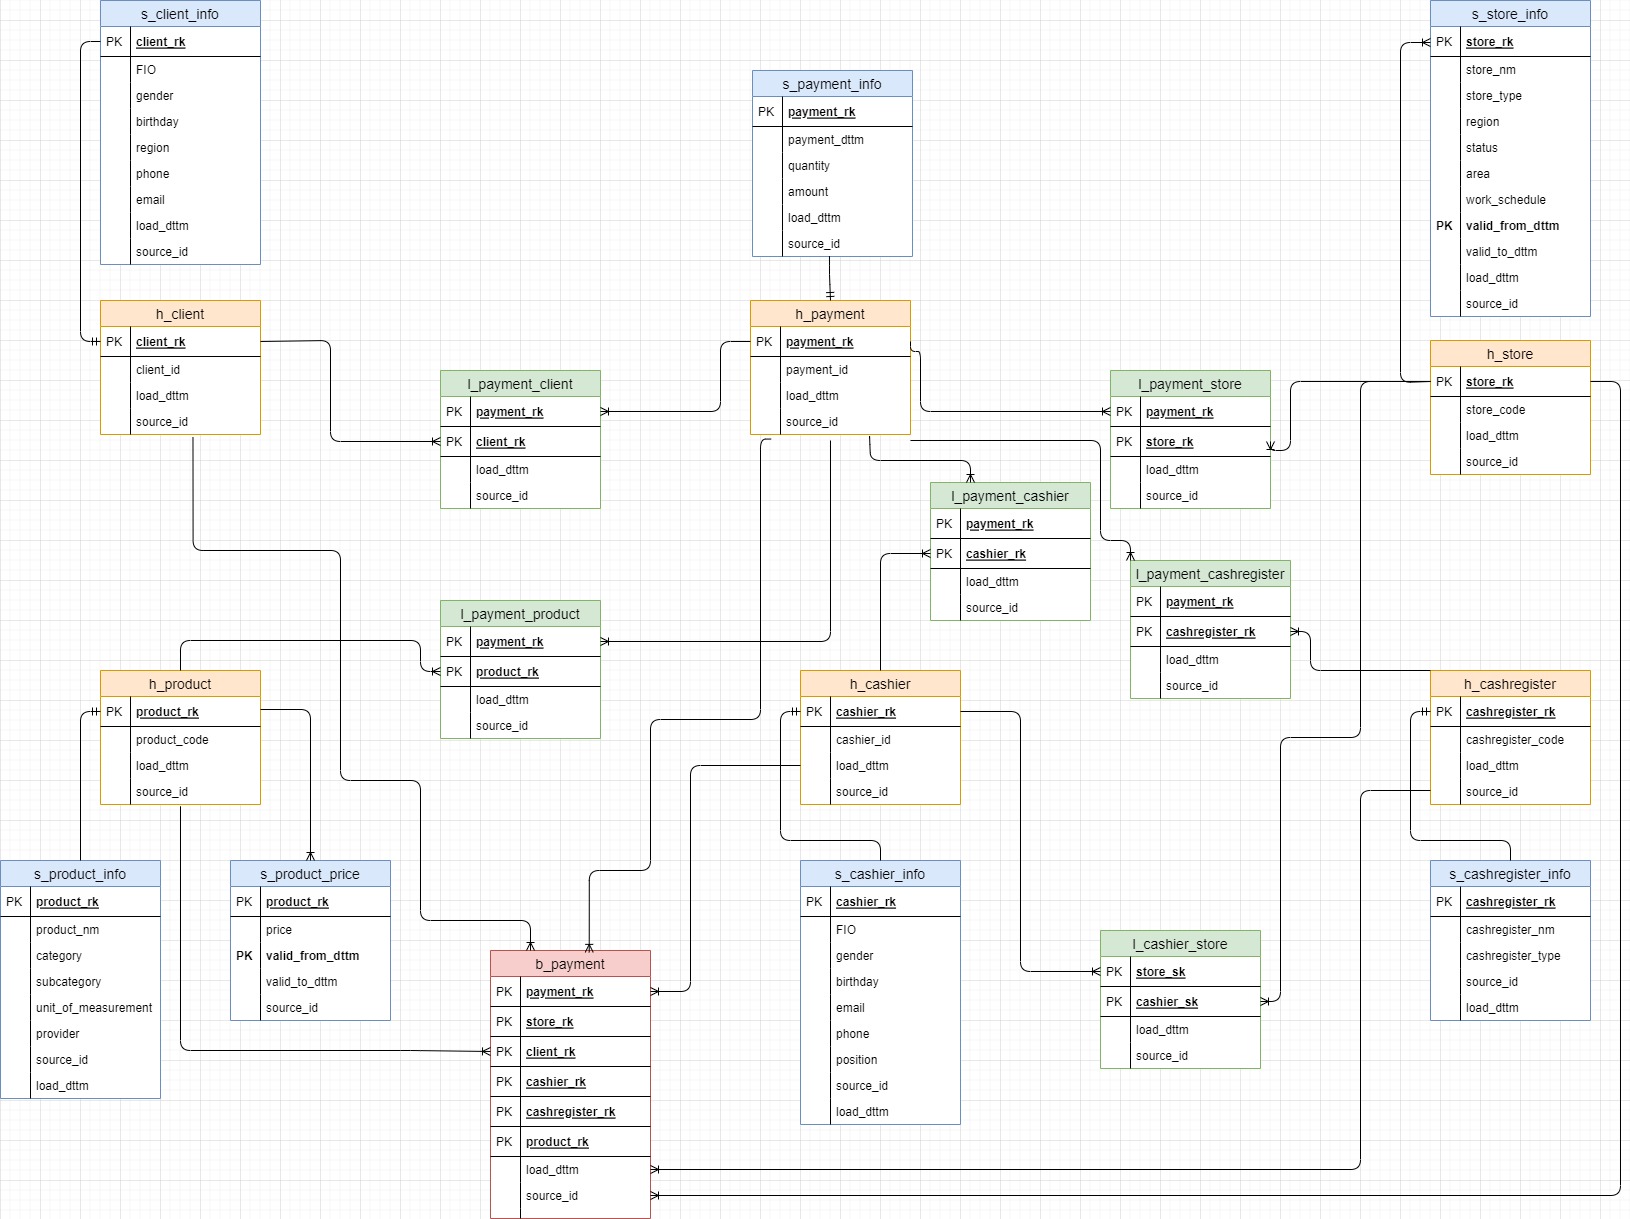 s_client_info
PK client_rk
FIO
gender
birthday
region
phone
email
load_dttm
source_id
s_payment_info
PK payment_rk
payment_dttm
quantity
amount
load_dttm
source_id
s_store_info
PK store_rk
store_nm
store_type
region
status
area
work_schedule
PK valid_from_dttm
valid_to_dttm
load_dttm
source_id
h_client
PK client_rk
client_id
load_dttm
source_id
h_payment
PK payment_rk
payment_id
load_dttm
source_id
h_store
PK store_rk
store_code
load_dttm
source_id
l_payment_client
PK payment_rk
PK client_rk
load_dttm
source_id
l_payment_store
PK payment_rk
PK store_rk
load_dttm
source_id
l_payment_cashier
PK payment_rk
PK cashier_rk
load_dttm
source_id
l_payment_cashregister
PK payment_rk
PK cashregister_rk
load_dttm
source_id
l_payment_product
PK payment_rk
PK product_rk
load_dttm
source_id
h_product
PK product_rk
product_code
load_dttm
source_id
h_cashier
PK cashier_rk
cashier_id
load_dttm
source_id
h_cashregister
PK cashregister_rk
cashregister_code
load_dttm
source_id
s_product_info
PK product_rk
product_nm
category
subcategory
unit_of_measurement
provider
source_id
load_dttm
s_product_price
PK product_rk
price
PK valid_from_dttm
valid_to_dttm
source_id
b_payment
PK payment_rk
PK store_rk
PK client_rk
PK cashier_rk
PK cashregister_rk
PK product_rk
load_dttm
source_id
s_cashier_info
PK cashier_rk
FIO
gender
birthday
email
phone
position
source_id
load_dttm
l_cashier_store
PK store_sk
PK cashier_sk
load_dttm
source_id
s_cashregister_info
PK cashregister_rk
cashregister_nm
cashregister_type
source_id
load_dttm